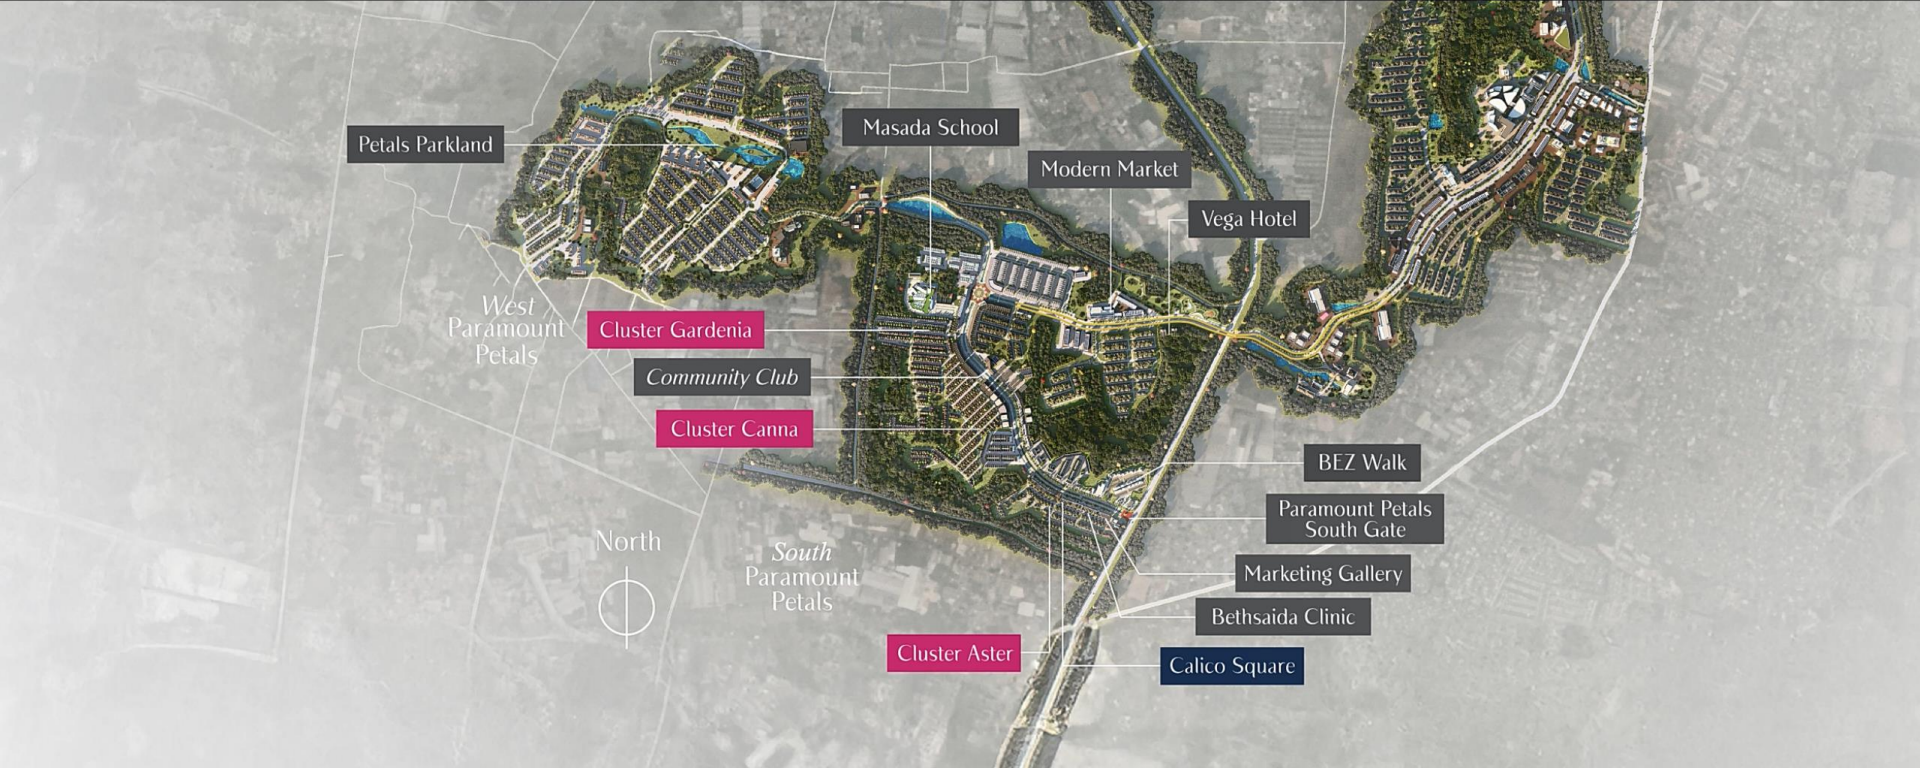 Masada School
Petals Parkland
Modern Market
Vega Hotel
West
Paramount
Petals
Cluster Gardenia
Community Club
Cluster Canna
BEZ Walk
Paramount Petals
South Gate
North
South
Paramount
Petals
Marketing Gallery
Bethsaida Clinic
Cluster Aster
Calico Square